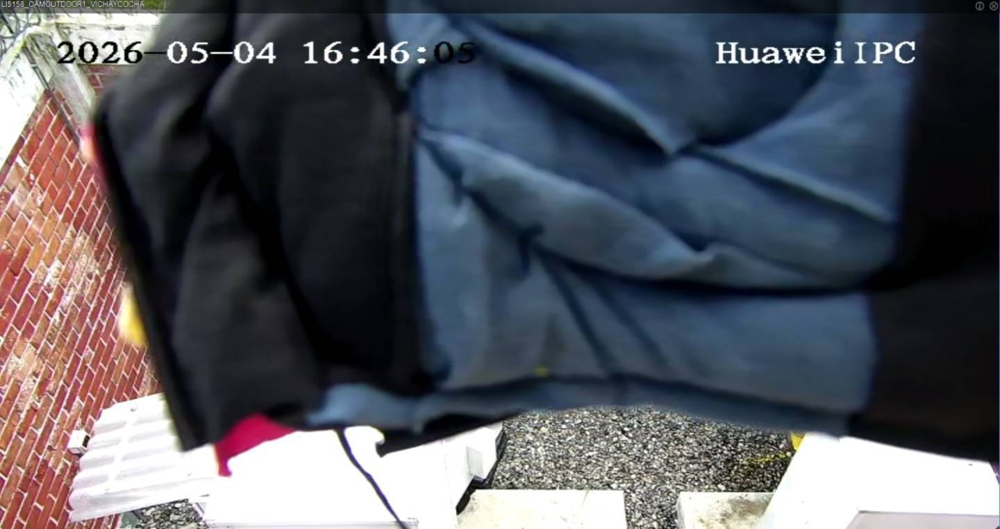 LI5158_CAMOUTDOOR1_VICHAYCOCHA
2026-05-04 16:46:05 HuaweiIPC